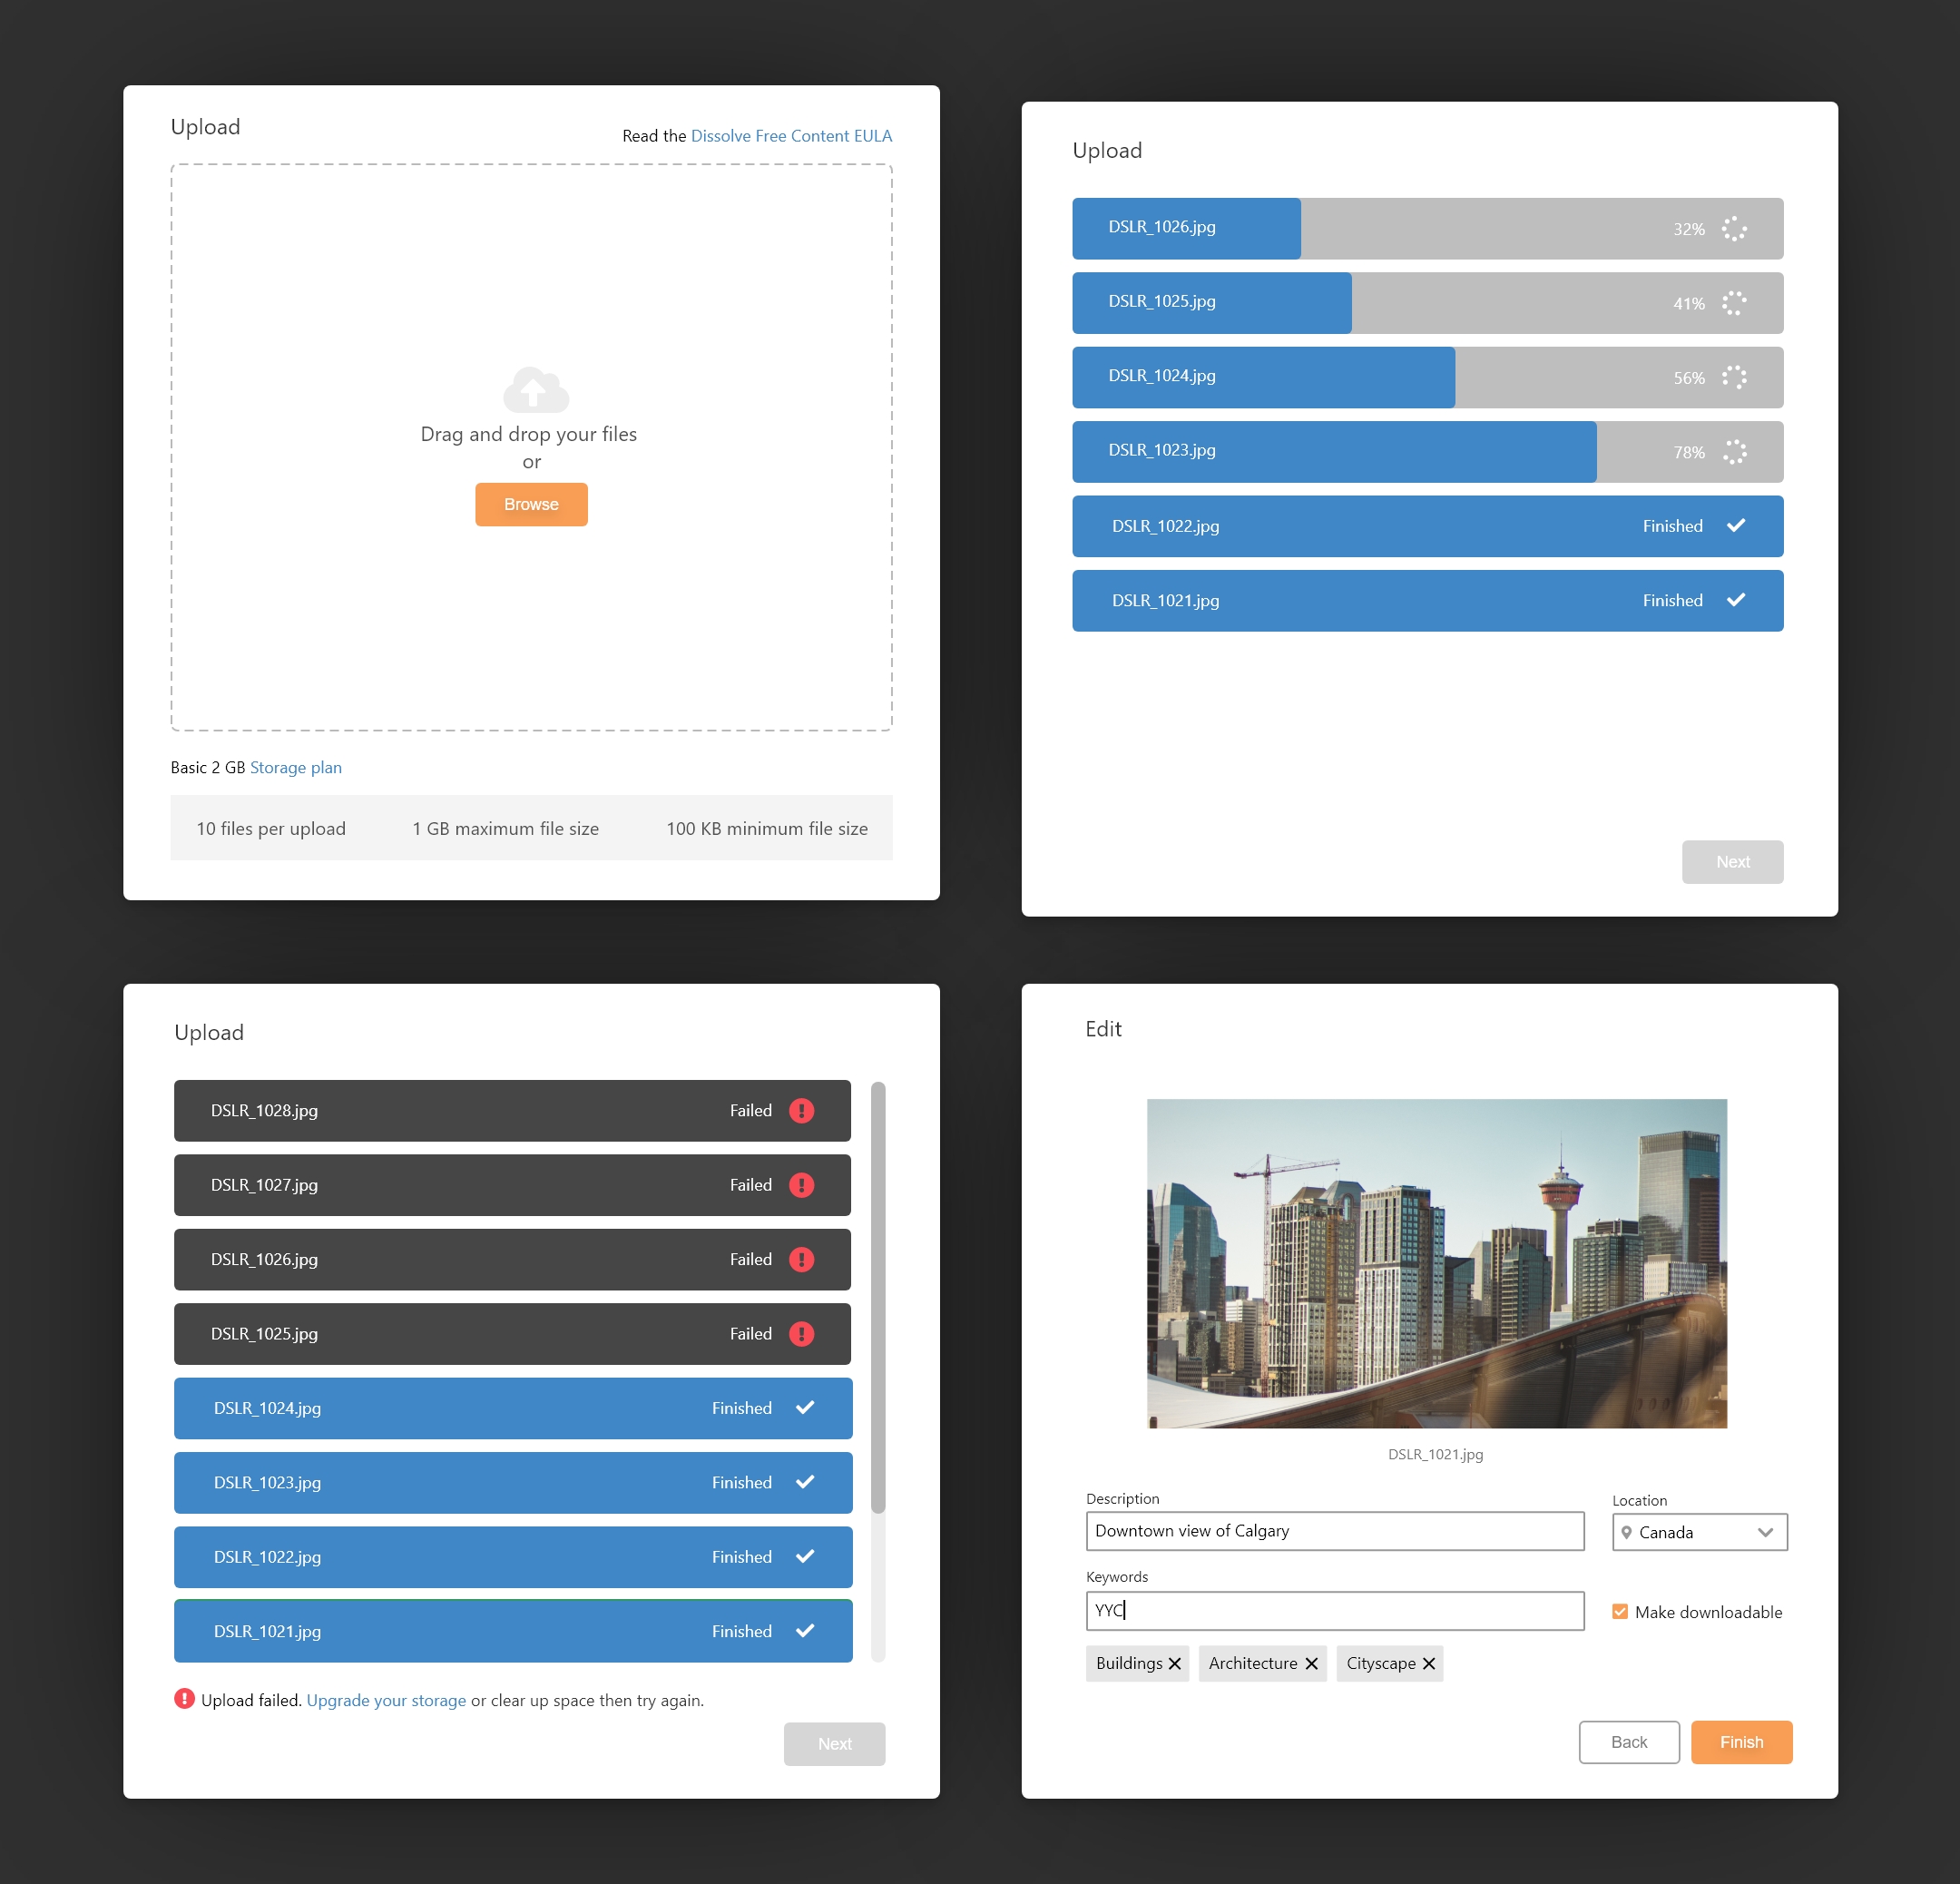 Upload
Read the Dissolve Free Content EULA
Drag and drop your files
or
Browse
Basic 2 GB Storage plan
10 files per upload 1 GB maximum file size 100 KB minimum file size
Upload
DSLR_1026.jpg 32%
DSLR_1025.jpg 41%
DSLR_1024.jpg 56%
DSLR_1023.jpg 78%
DSLR_1022.jpg Finished
DSLR_1021.jpg Finished
Next
Upload
DSLR_1028.jpg Failed
DSLR_1027.jpg Failed
DSLR_1026.jpg Failed
DSLR_1025.jpg Failed
DSLR_1024.jpg Finished
DSLR_1023.jpg Finished
DSLR_1022.jpg Finished
DSLR_1021.jpg Finished
Upload failed. Upgrade your storage or clear up space then try again.
Next
Edit
DSLR_1021.jpg
Description
Downtown view of Calgary
Location
Canada
Keywords
YYC
Make downloadable
Buildings Architecture Cityscape
Back Finish